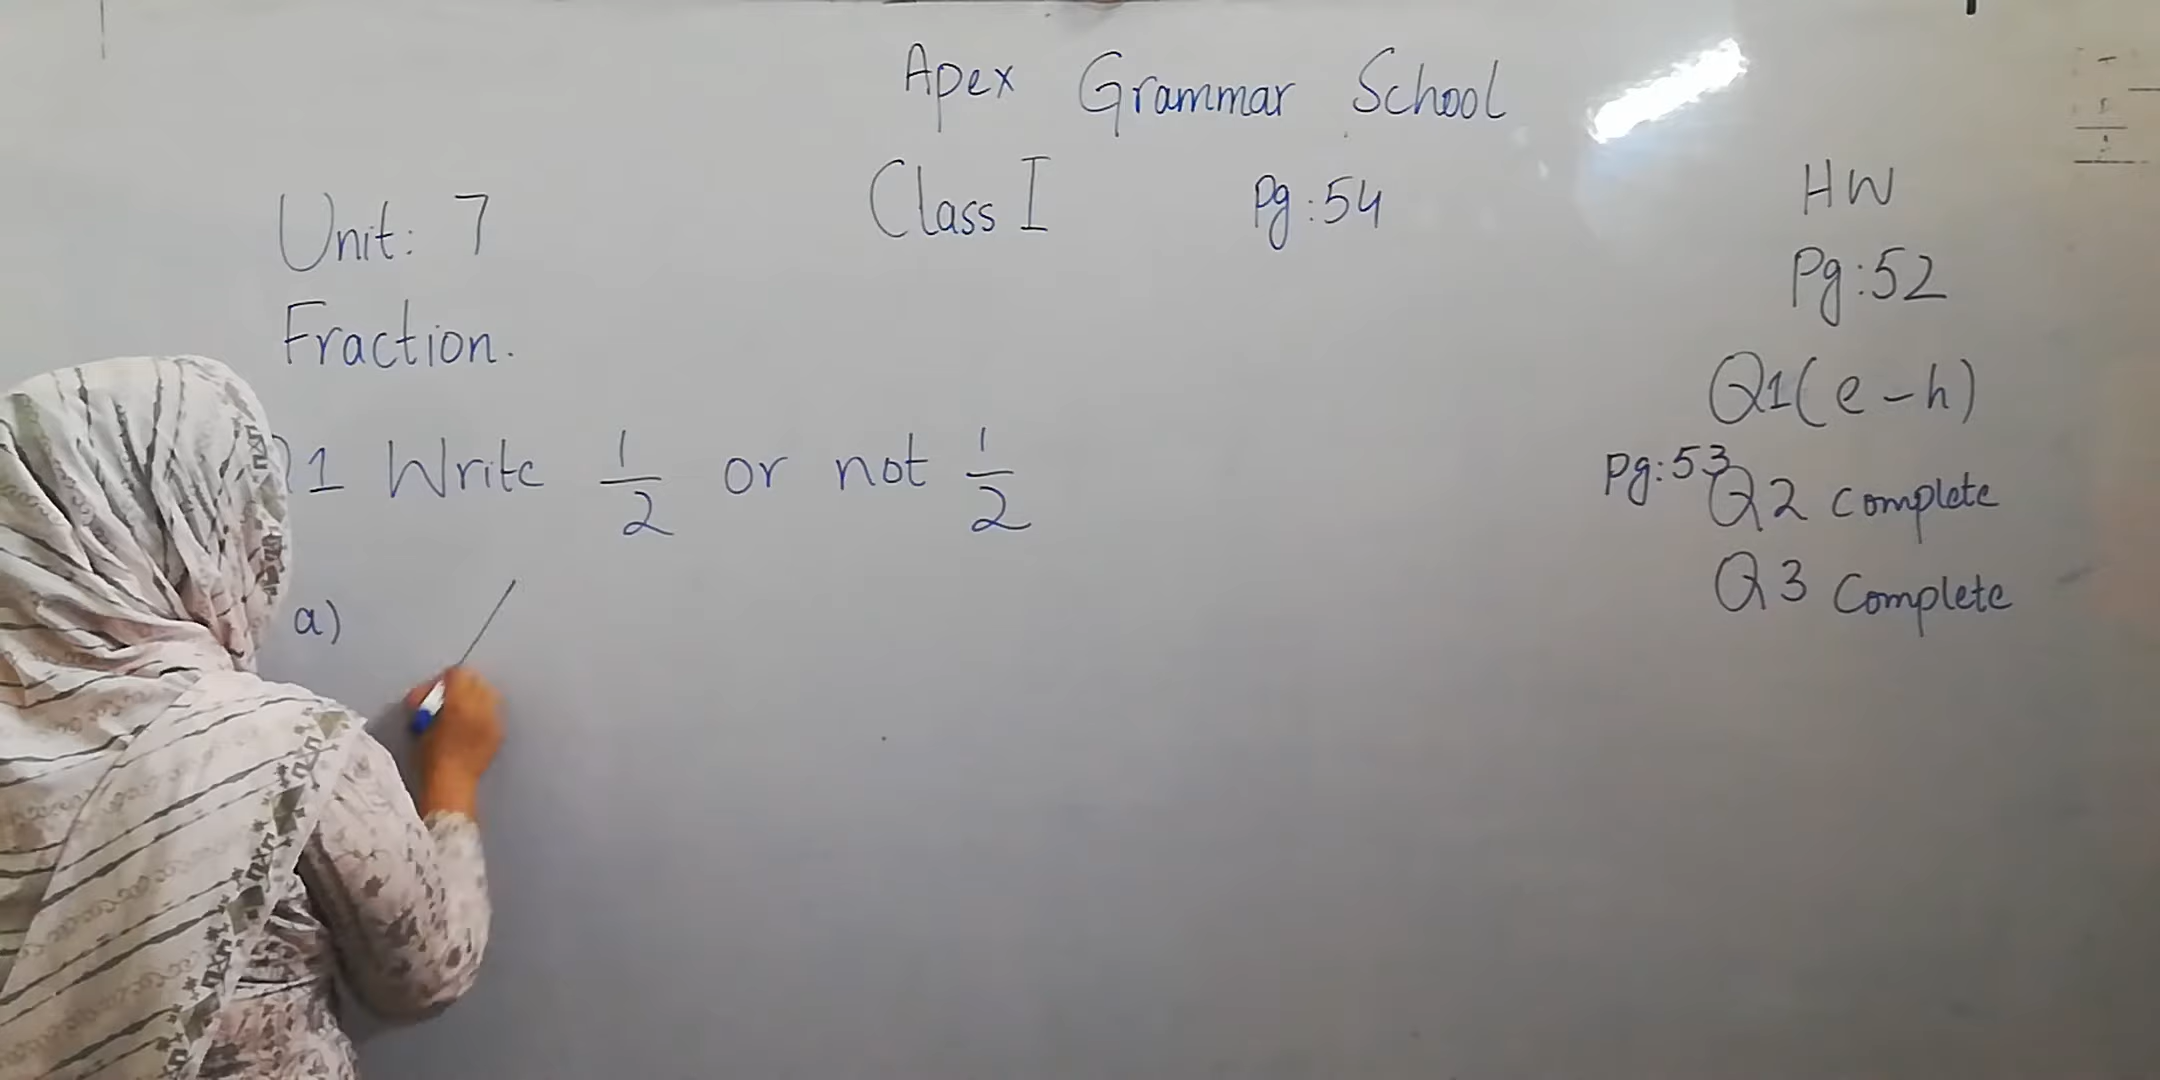 Apex Grammar School
Class I Pg:54
Unit: 7
Fraction.
1 Write 1/2 or not 1/2
a)
HW
Pg:52
Q1(e-h)
Pg:53 Q2 complete
Q3 Complete